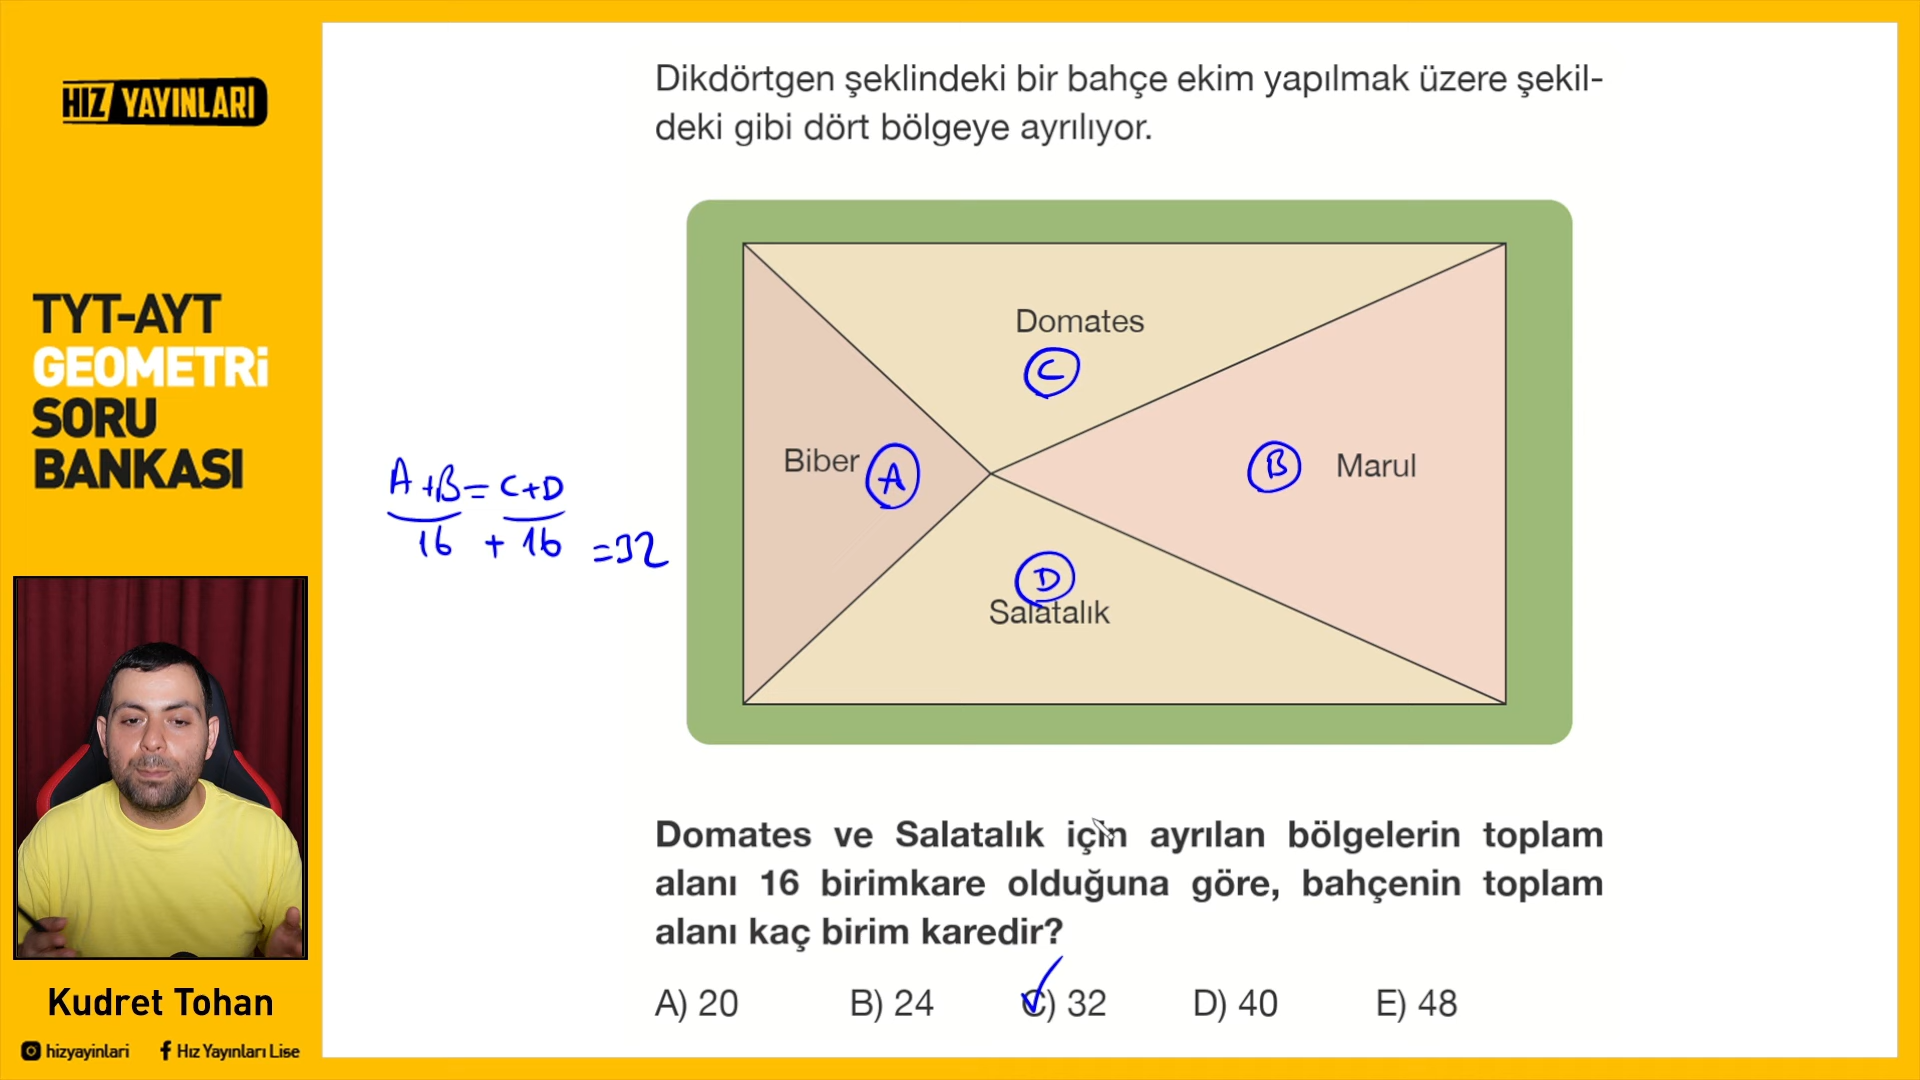 HIZ YAYINLARI
TYT-AYT
GEOMETRi
SORU
BANKASI
Kudret Tohan
hizyayinlari
Hız Yayınları Lise
Dikdörtgen şeklindeki bir bahçe ekim yapılmak üzere şekil-
deki gibi dört bölgeye ayrılıyor.
Domates
C
Biber A
B Marul
D
Salatalık
A+B=C+D
16 + 16 =32
Domates ve Salatalık için ayrılan bölgelerin toplam
alanı 16 birimkare olduğuna göre, bahçenin toplam
alanı kaç birim karedir?
A) 20 B) 24 C) 32 D) 40 E) 48